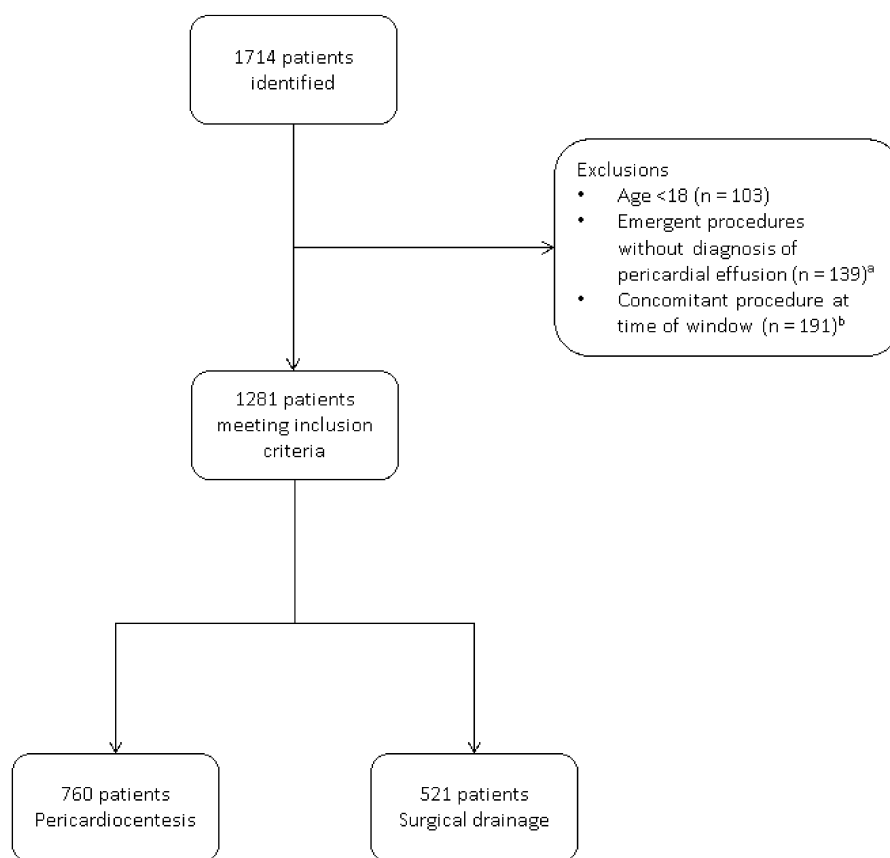 1714 patients
identified
Exclusions
• Age <18 (n = 103)
• Emergent procedures
without diagnosis of
pericardial effusion (n = 139)ᵃ
• Concomitant procedure at
time of window (n = 191)ᵇ
1281 patients
meeting inclusion
criteria
760 patients
Pericardiocentesis
521 patients
Surgical drainage